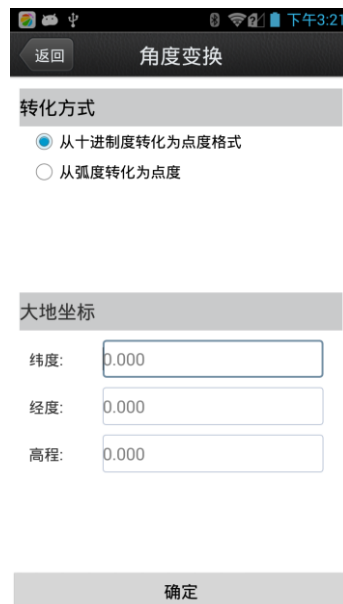 下午3:21
返回
角度变换
转化方式
从十进制度转化为点度格式
从弧度转化为点度
大地坐标
纬度: 0.000
经度: 0.000
高程: 0.000
确定